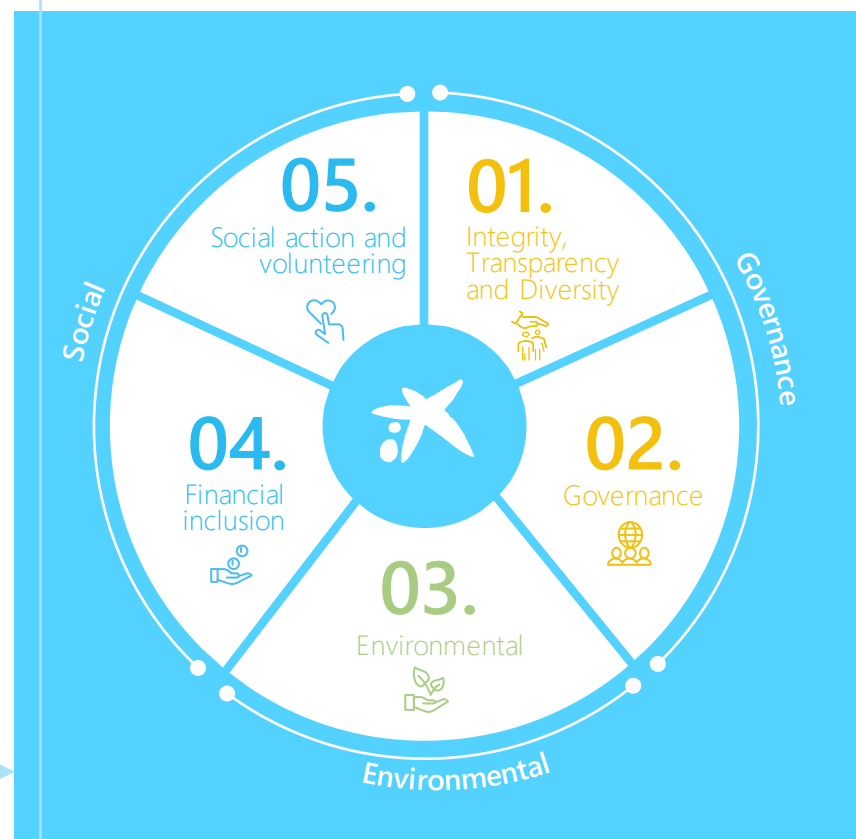 05.
Social action and
volunteering
01.
Integrity,
Transparency
and Diversity
Social
Governance
04.
Financial
inclusion
02.
Governance
03.
Environmental
Environmental